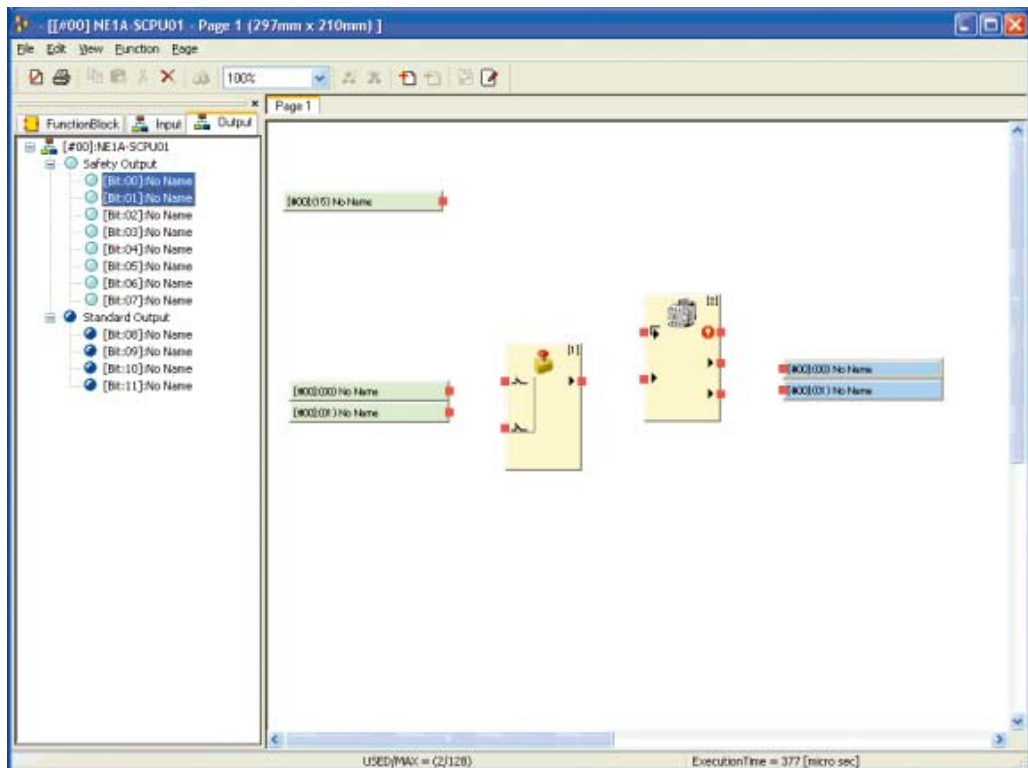 - [[#00] NE1A-SCPU01 - Page 1 (297mm x 210mm) ]
File Edit View Function Page
100%
Page 1
FunctionBlock Input Output
[#00]:NE1A-SCPU01
Safety Output
[Bit:00]:No Name
[Bit:01]:No Name
[Bit:02]:No Name
[Bit:03]:No Name
[Bit:04]:No Name
[Bit:05]:No Name
[Bit:06]:No Name
[Bit:07]:No Name
Standard Output
[Bit:08]:No Name
[Bit:09]:No Name
[Bit:10]:No Name
[Bit:11]:No Name
[#00]:(15) No Name
[#00]:(00) No Name
[#00]:(01) No Name
[1]
[2]
[#00]:(00) No Name
[#00]:(01) No Name
USED/MAX = (2/128)
ExecutionTime = 377 [micro sec]